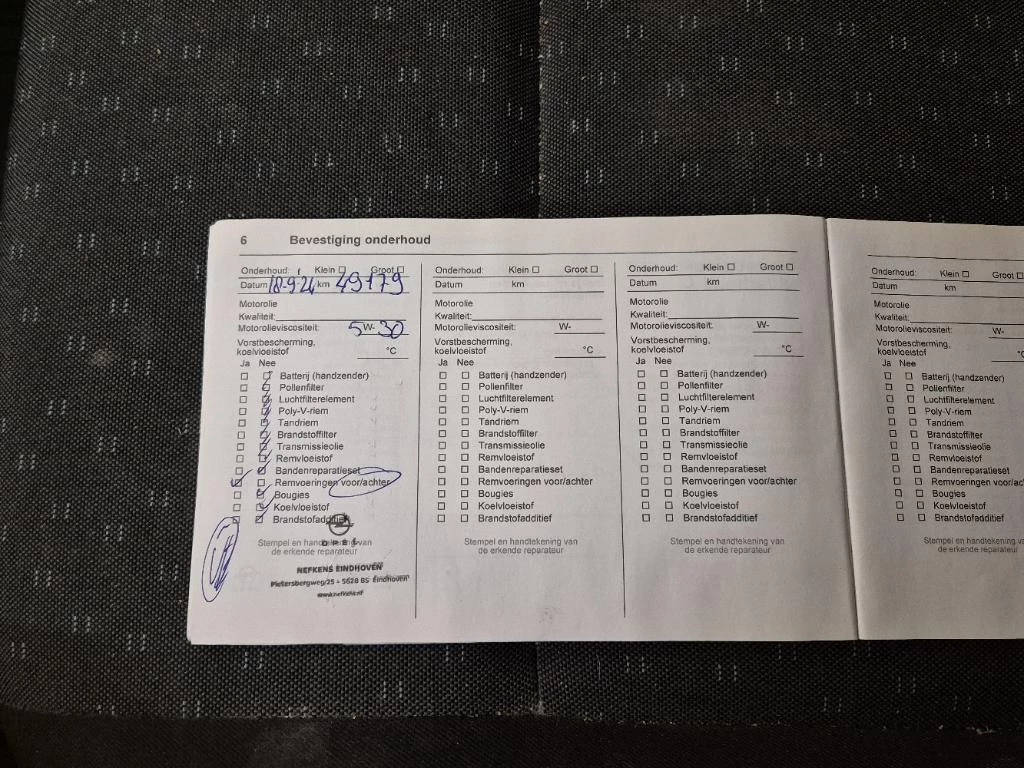 6 Bevestiging onderhoud
Onderhoud: Klein ☐ Groot ☐
Datum 18-9-24 km 49179
Motorolie
Kwaliteit:
Motorolieviscositeit: 5W-30
Vorstbescherming,
koelvloeistof °C
Ja Nee
Batterij (handzender)
Pollenfilter
Luchtfilterelement
Poly-V-riem
Tandriem
Brandstoffilter
Transmissieolie
Remvloeistof
Bandenreparatieset
Remvoeringen voor/achter
Bougies
Koelvloeistof
Brandstofadditief
Stempel en handtekening van
de erkende reparateur
OPEL
NEFKENS EINDHOVEN
Pietersbergweg 25 - 5628 BS Eindhoven
www.nefkens.nl
Onderhoud: Klein ☐ Groot ☐
Datum km
Motorolie
Kwaliteit:
Motorolieviscositeit: W-
Vorstbescherming,
koelvloeistof °C
Ja Nee
Batterij (handzender)
Pollenfilter
Luchtfilterelement
Poly-V-riem
Tandriem
Brandstoffilter
Transmissieolie
Remvloeistof
Bandenreparatieset
Remvoeringen voor/achter
Bougies
Koelvloeistof
Brandstofadditief
Stempel en handtekening van
de erkende reparateur
Onderhoud: Klein ☐ Groot ☐
Datum km
Motorolie
Kwaliteit:
Motorolieviscositeit: W-
Vorstbescherming,
koelvloeistof °C
Ja Nee
Batterij (handzender)
Pollenfilter
Luchtfilterelement
Poly-V-riem
Tandriem
Brandstoffilter
Transmissieolie
Remvloeistof
Bandenreparatieset
Remvoeringen voor/achter
Bougies
Koelvloeistof
Brandstofadditief
Stempel en handtekening van
de erkende reparateur
Onderhoud: Klein ☐ Groot ☐
Datum km
Motorolie
Kwaliteit:
Motorolieviscositeit: W-
Vorstbescherming,
koelvloeistof
Ja Nee
Batterij (handzender)
Pollenfilter
Luchtfilterelement
Poly-V-riem
Tandriem
Brandstoffilter
Transmissieolie
Remvloeistof
Bandenreparatieset
Remvoeringen voor/ac
Bougies
Koelvloeistof
Brandstofadditief
Stempel en handtekening
de erkende reparateur